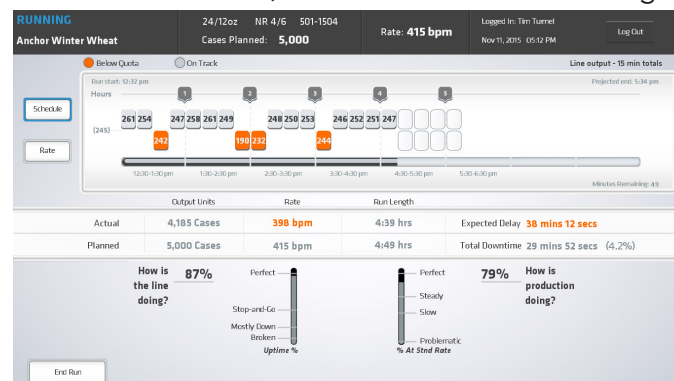 RUNNING
24/12oz NR 4/6 501-1504
Logged In: Tim Tumel
Anchor Winter Wheat
Cases Planned: 5,000
Rate: 415 bpm
Nov 11, 2015 05:12 PM
Log Out
Below Quota
On Track
Line output - 15 min totals
Run start: 12:32 pm
Projected end: 5:34 pm
Hours
1 2 3 4 5
Schedule
261 254 247 258 261 249 248 250 253 246 252 251 247
(245)
242 190 232 244
Rate
12:30-1:30 pm 1:30-2:30 pm 2:30-3:30 pm 3:30-4:30 pm 4:30-5:30 pm 5:30-6:30 pm
Minutes Remaining: 49
Output Units Rate Run Length
Actual 4,185 Cases 398 bpm 4:39 hrs Expected Delay 38 mins 12 secs
Planned 5,000 Cases 415 bpm 4:49 hrs Total Downtime 29 mins 52 secs (4.2%)
How is
the line
doing?
87%
Perfect
Stop-and-Go
Mostly Down
Broken
Uptime %
Perfect
Steady
Slow
Problematic
% At Stnd Rate
79%
How is
production
doing?
End Run